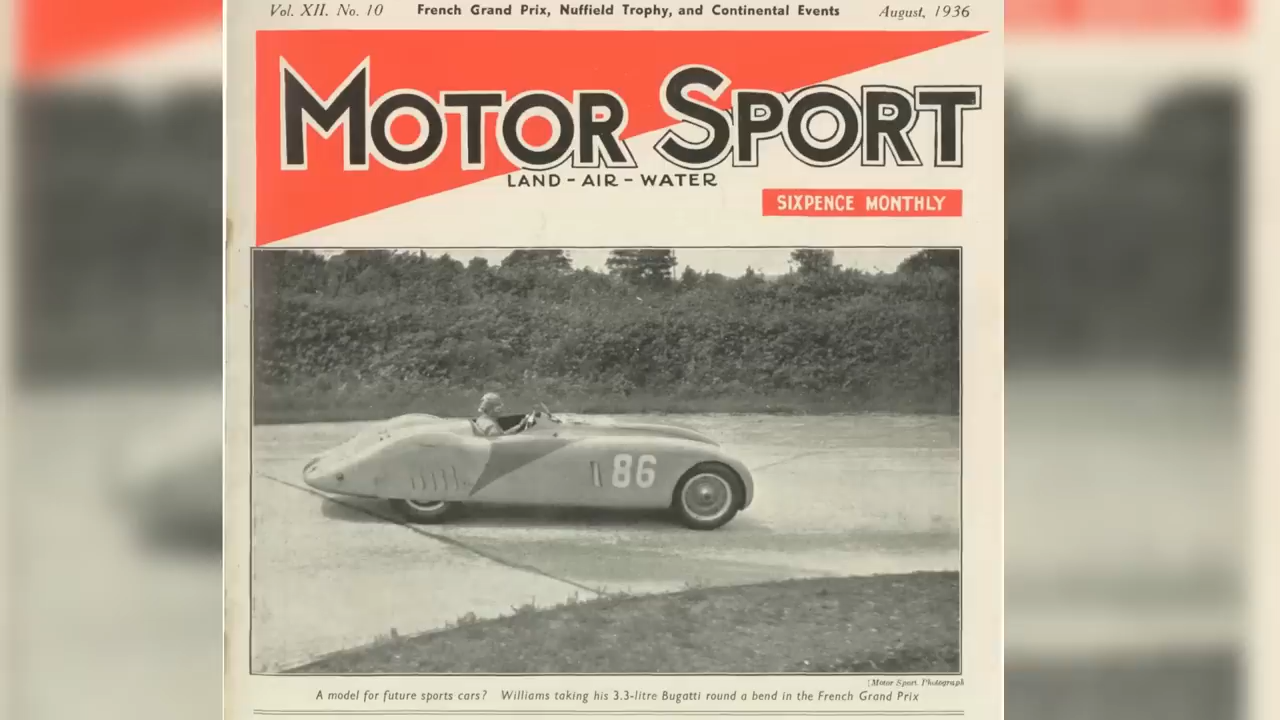 Vol. XII. No. 10 French Grand Prix, Nuffield Trophy, and Continental Events August, 1936
MOTOR SPORT
LAND - AIR - WATER
SIXPENCE MONTHLY
86
[Motor Sport Photograph
A model for future sports cars? Williams taking his 3.3-litre Bugatti round a bend in the French Grand Prix